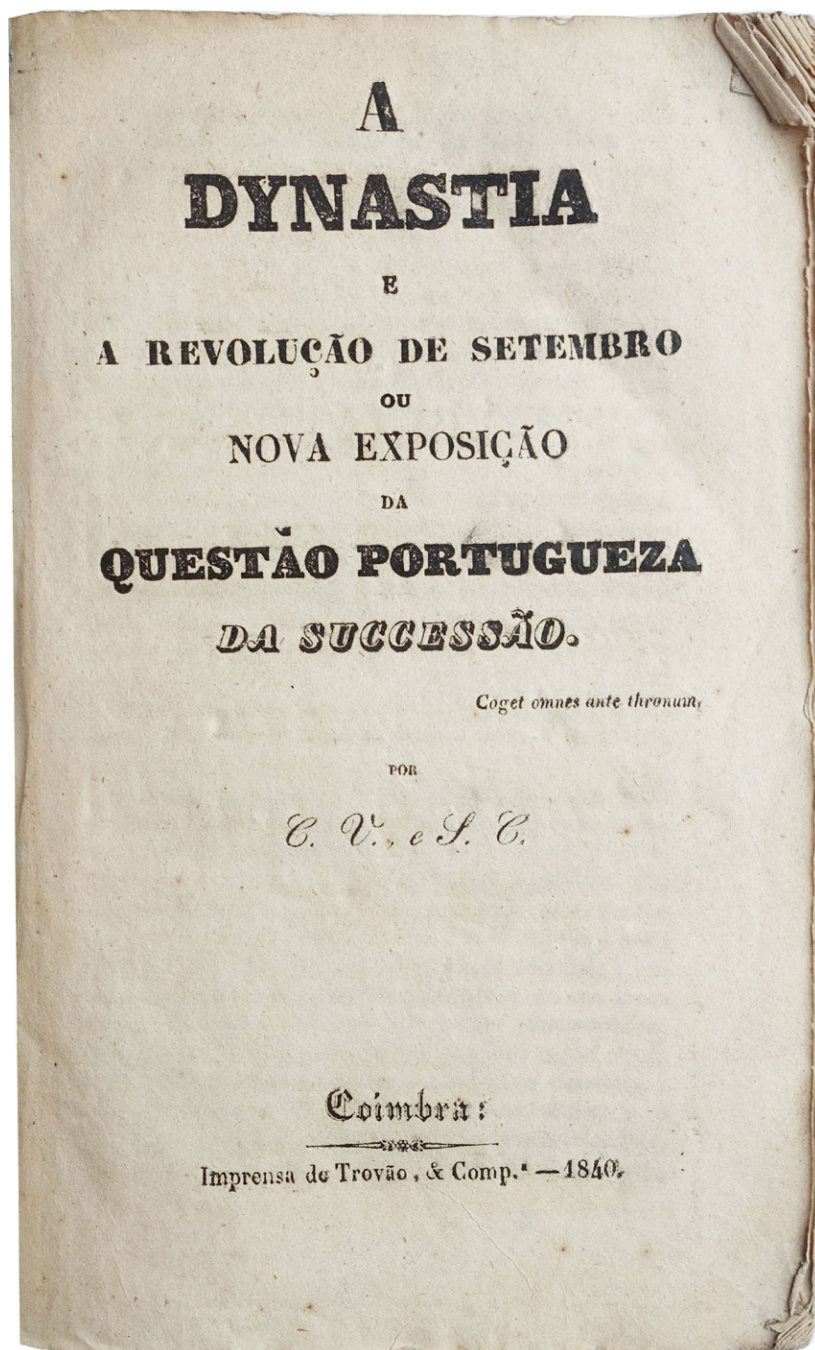 A
DYNASTIA
E
A REVOLUÇÃO DE SETEMBRO
OU
NOVA EXPOSIÇÃO
DA
QUESTÃO PORTUGUEZA
DA SUCCESSÃO.
Coget omnes ante thronum.
POR
C. V., e S. C.
Coimbra:
Imprensa de Trovão, & Comp.ª — 1840.